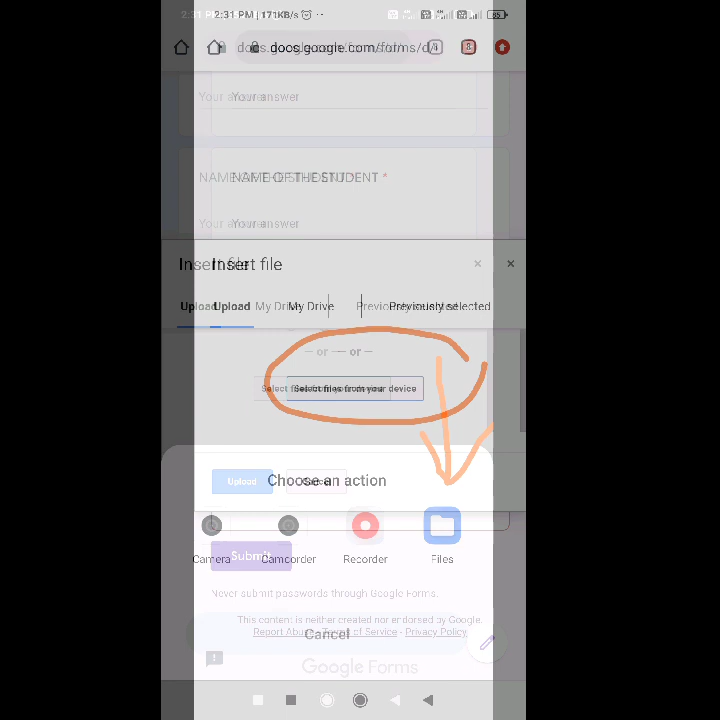 2:31 PM | 171KB/s
docs.google.com/forms/d/
Your answer
NAME OF THE STUDENT *
Your answer
Insert file
Upload My Drive Previously selected
— or —
Select files from your device
Upload Cancel
Choose an action
Camera Camcorder Recorder Files
Submit
Never submit passwords through Google Forms.
This content is neither created nor endorsed by Google.
Report Abuse - Terms of Service - Privacy Policy
Cancel
Google Forms